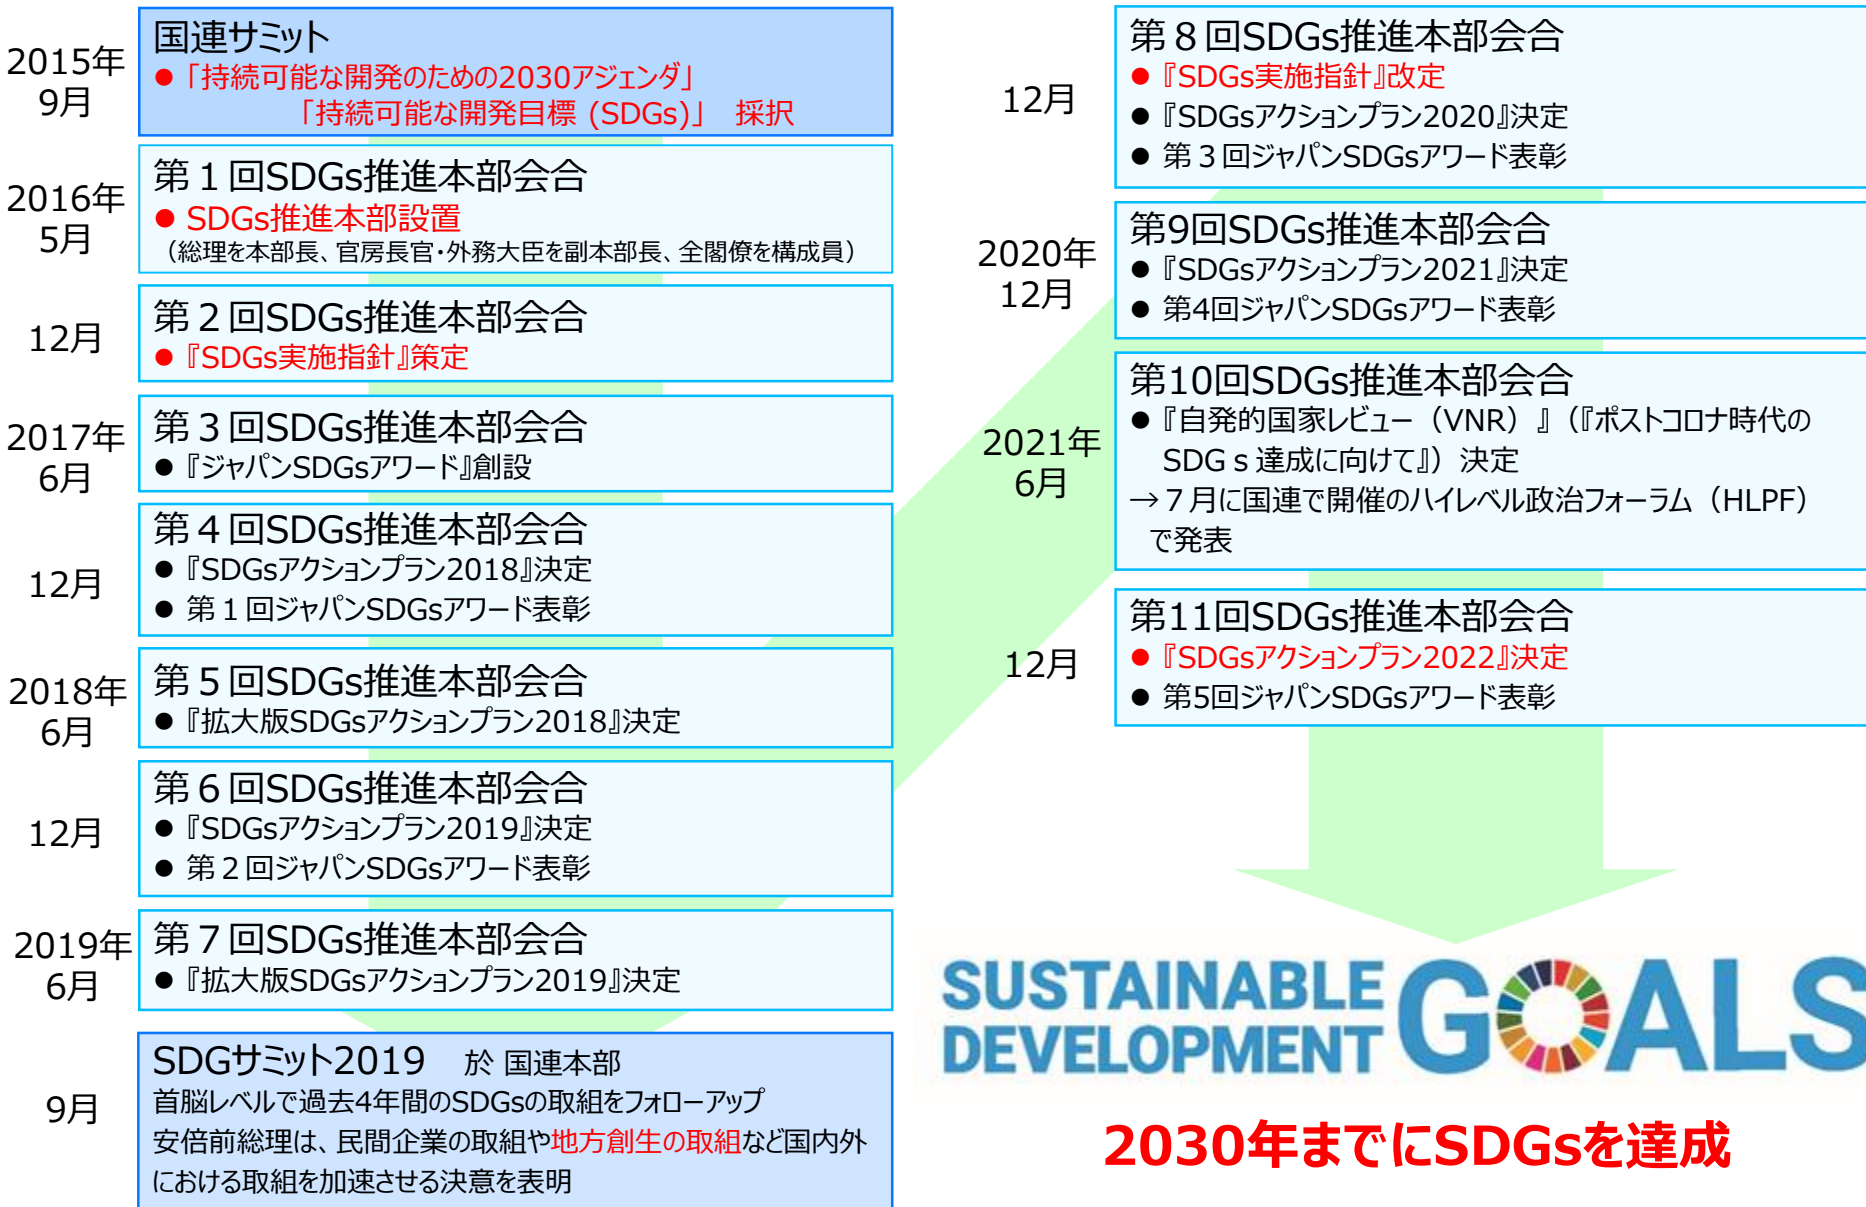 2015年
9月
国連サミット
●「持続可能な開発のための2030アジェンダ」
「持続可能な開発目標 (SDGs)」 採択
2016年
5月
第１回SDGs推進本部会合
● SDGs推進本部設置
（総理を本部長、官房長官・外務大臣を副本部長、全閣僚を構成員）
12月
第２回SDGs推進本部会合
●『SDGs実施指針』策定
2017年
6月
第３回SDGs推進本部会合
●『ジャパンSDGsアワード』創設
12月
第４回SDGs推進本部会合
●『SDGsアクションプラン2018』決定
● 第１回ジャパンSDGsアワード表彰
2018年
6月
第５回SDGs推進本部会合
●『拡大版SDGsアクションプラン2018』決定
12月
第６回SDGs推進本部会合
●『SDGsアクションプラン2019』決定
● 第２回ジャパンSDGsアワード表彰
2019年
6月
第７回SDGs推進本部会合
●『拡大版SDGsアクションプラン2019』決定
9月
SDGサミット2019 於 国連本部
首脳レベルで過去4年間のSDGsの取組をフォローアップ
安倍前総理は、民間企業の取組や地方創生の取組など国内外
における取組を加速させる決意を表明
12月
第８回SDGs推進本部会合
●『SDGs実施指針』改定
●『SDGsアクションプラン2020』決定
● 第３回ジャパンSDGsアワード表彰
2020年
12月
第9回SDGs推進本部会合
●『SDGsアクションプラン2021』決定
● 第4回ジャパンSDGsアワード表彰
2021年
6月
第10回SDGs推進本部会合
●『自発的国家レビュー（VNR）』（『ポストコロナ時代の
SDGｓ達成に向けて』）決定
→７月に国連で開催のハイレベル政治フォーラム（HLPF）
で発表
12月
第11回SDGs推進本部会合
●『SDGsアクションプラン2022』決定
● 第5回ジャパンSDGsアワード表彰
SUSTAINABLE
DEVELOPMENT
GOALS
2030年までにSDGsを達成